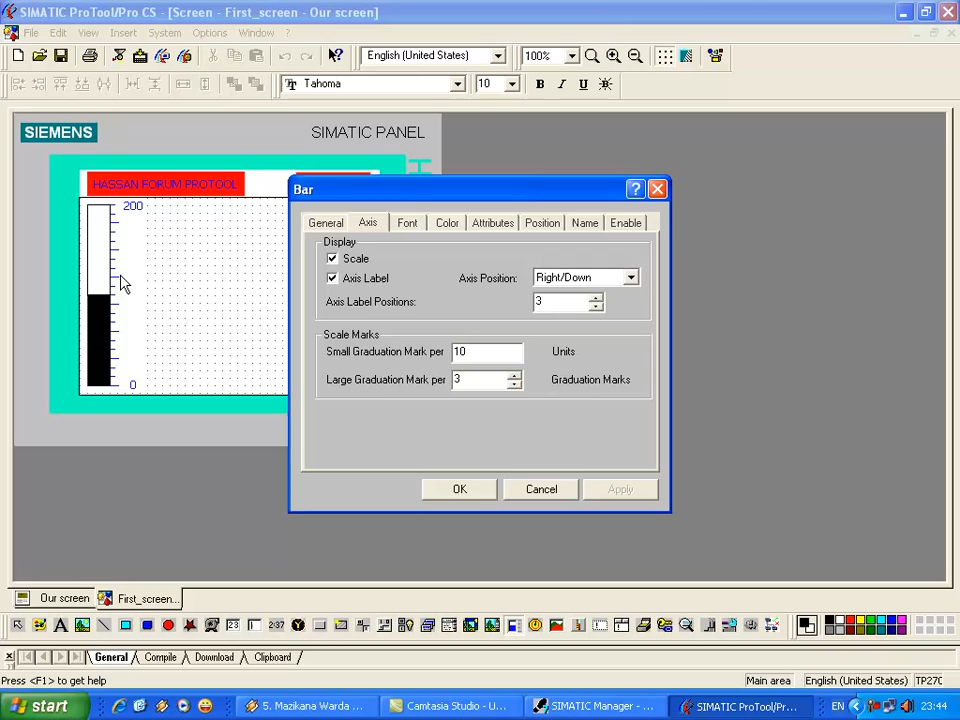 SIMATIC ProTool/Pro CS - [Screen - First_screen - Our screen]
File Edit View Insert System Options Window ?
English (United States) 100%
Tahoma 10 B I U
SIEMENS SIMATIC PANEL
HASSAN FORUM PROTOOL
200
0
Bar
General Axis Font Color Attributes Position Name Enable
Display
Scale
Axis Label Axis Position: Right/Down
Axis Label Positions: 3
Scale Marks
Small Graduation Mark per 10 Units
Large Graduation Mark per 3 Graduation Marks
OK Cancel Apply
Our screen First_screen...
General Compile Download Clipboard
Press <F1> to get help Main area English (United States) TP270
start 5. Mazikana Warda ... Camtasia Studio - U... SIMATIC Manager - ... SIMATIC ProTool/Pr... EN 23:44